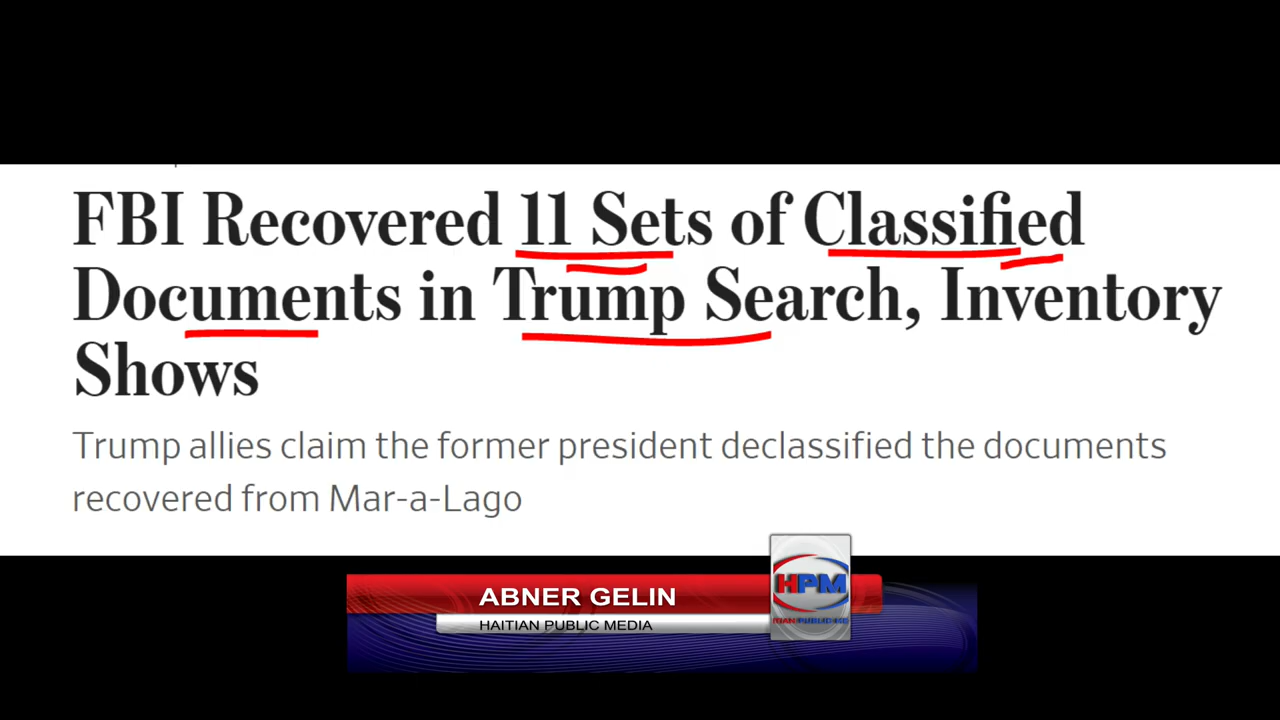 FBI Recovered 11 Sets of Classified
Documents in Trump Search, Inventory
Shows
Trump allies claim the former president declassified the documents
recovered from Mar-a-Lago
ABNER GELIN
HAITIAN PUBLIC MEDIA
HPM